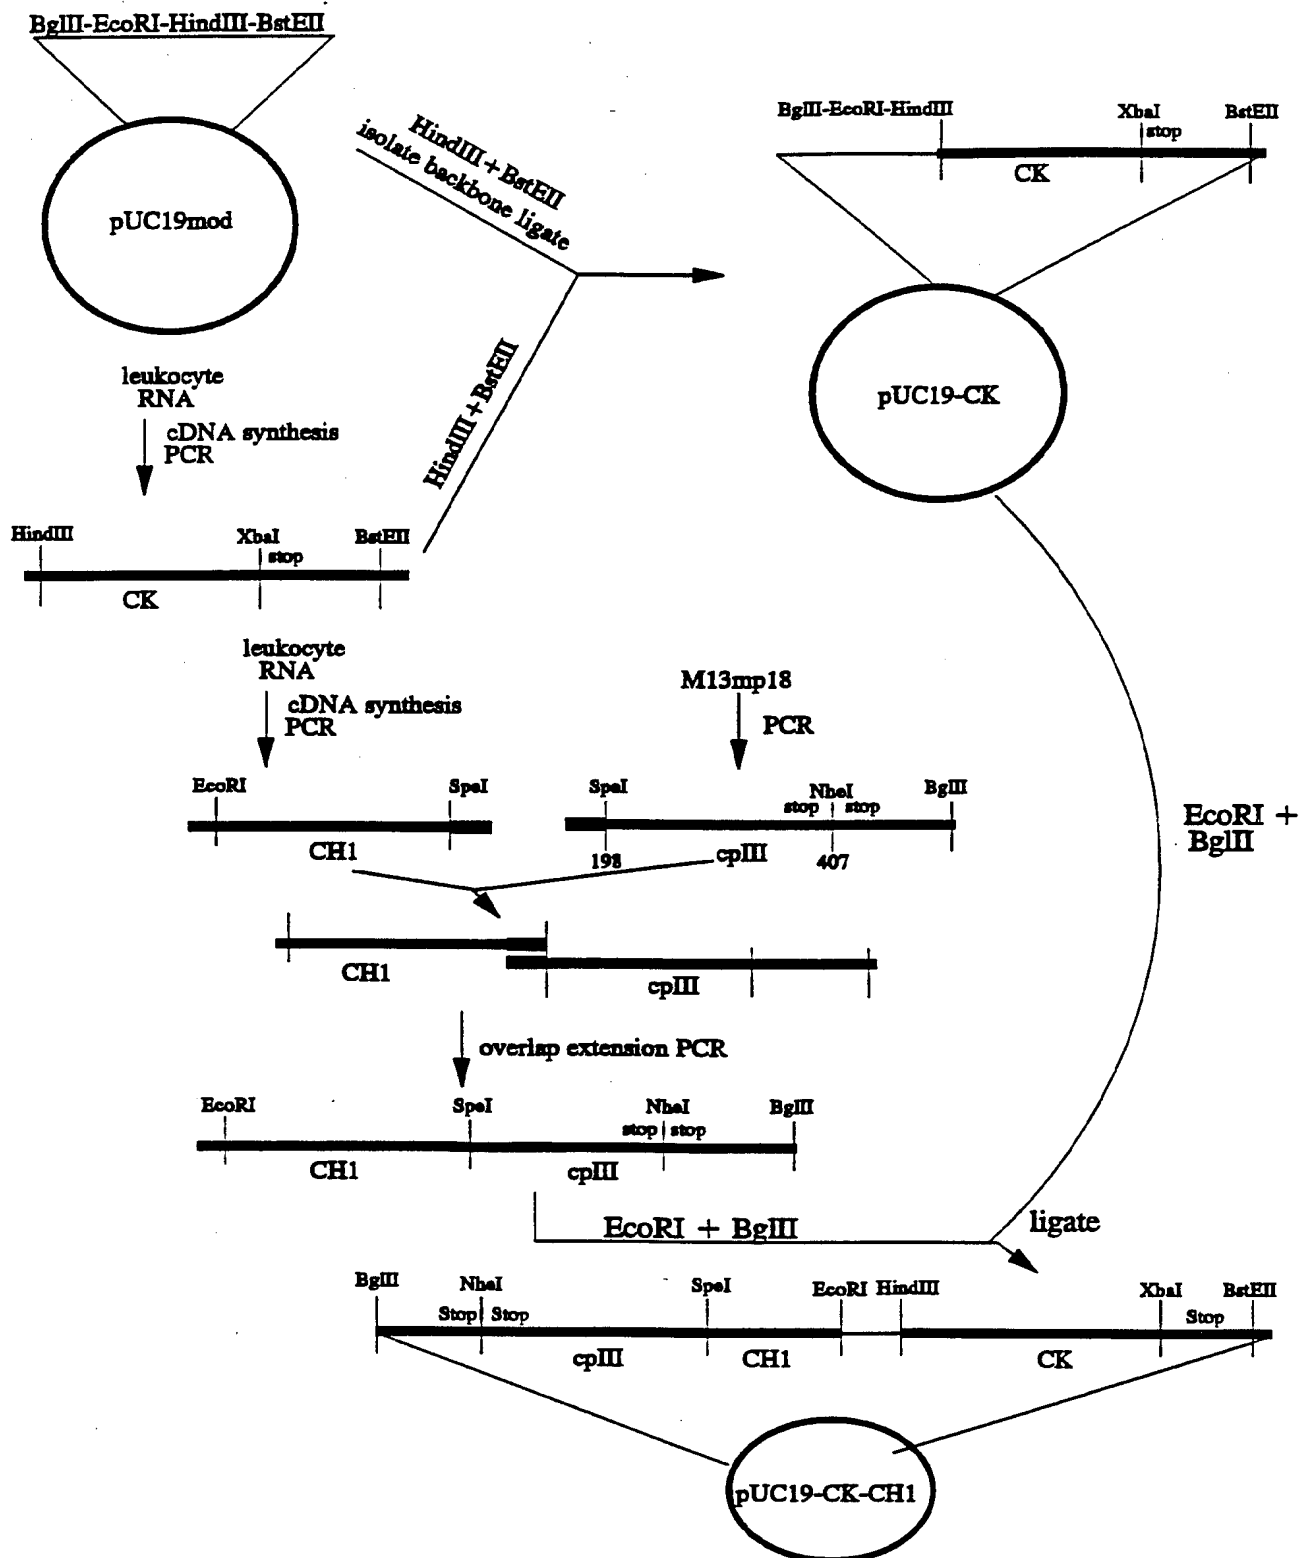 BglII-EcoRI-HindIII-BstEII
pUC19mod
HindIII+BstEII
isolate backbone ligate
BglII-EcoRI-HindIII
XbaI
stop
BstEII
CK
pUC19-CK
leukocyte
RNA
cDNA synthesis
PCR
HindIII+BstEII
HindIII
XbaI
stop
BstEII
CK
leukocyte
RNA
cDNA synthesis
PCR
M13mp18
PCR
EcoRI
SpeI
CH1
SpeI
NheI
stop
stop
BglII
198
cpIII
407
EcoRI +
BglII
CH1
cpIII
overlap extension PCR
EcoRI
SpeI
NheI
stop
stop
BglII
CH1
cpIII
EcoRI + BglII
ligate
BglII
NheI
Stop
Stop
SpeI
EcoRI HindIII
XbaI
Stop
BstEII
cpIII
CH1
CK
pUC19-CK-CH1